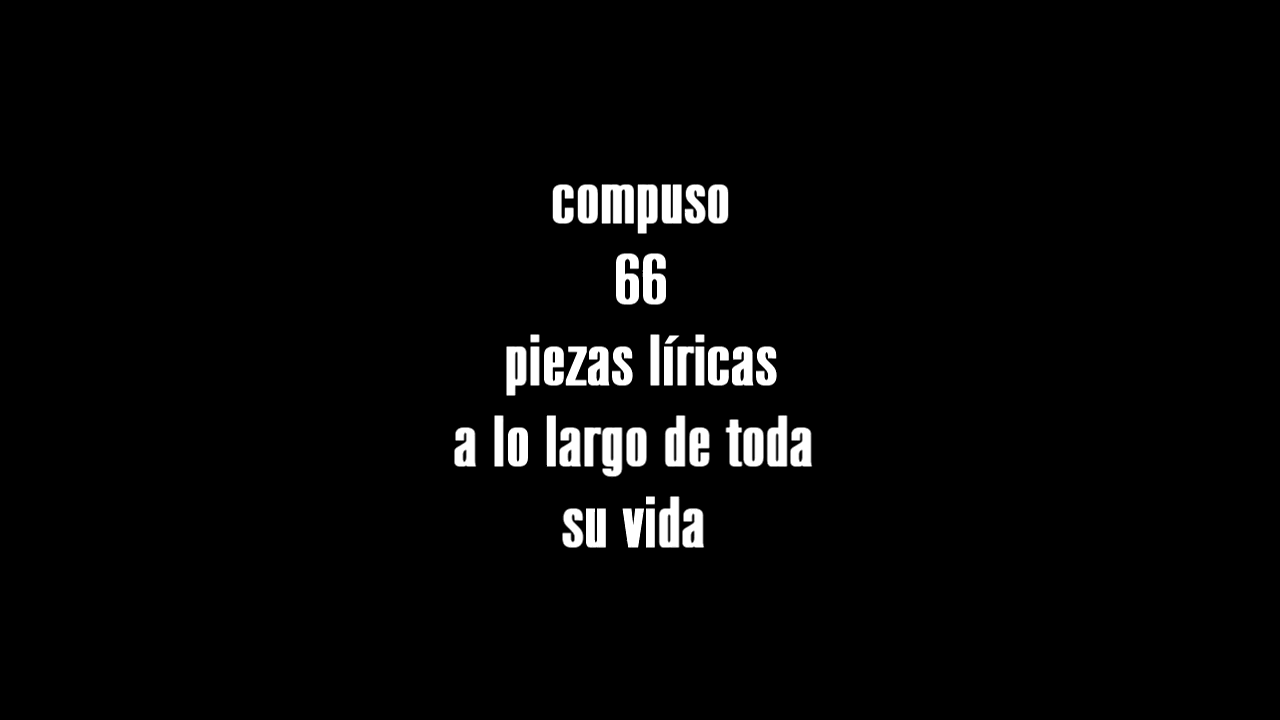 compuso
66
piezas líricas
a lo largo de toda
su vida